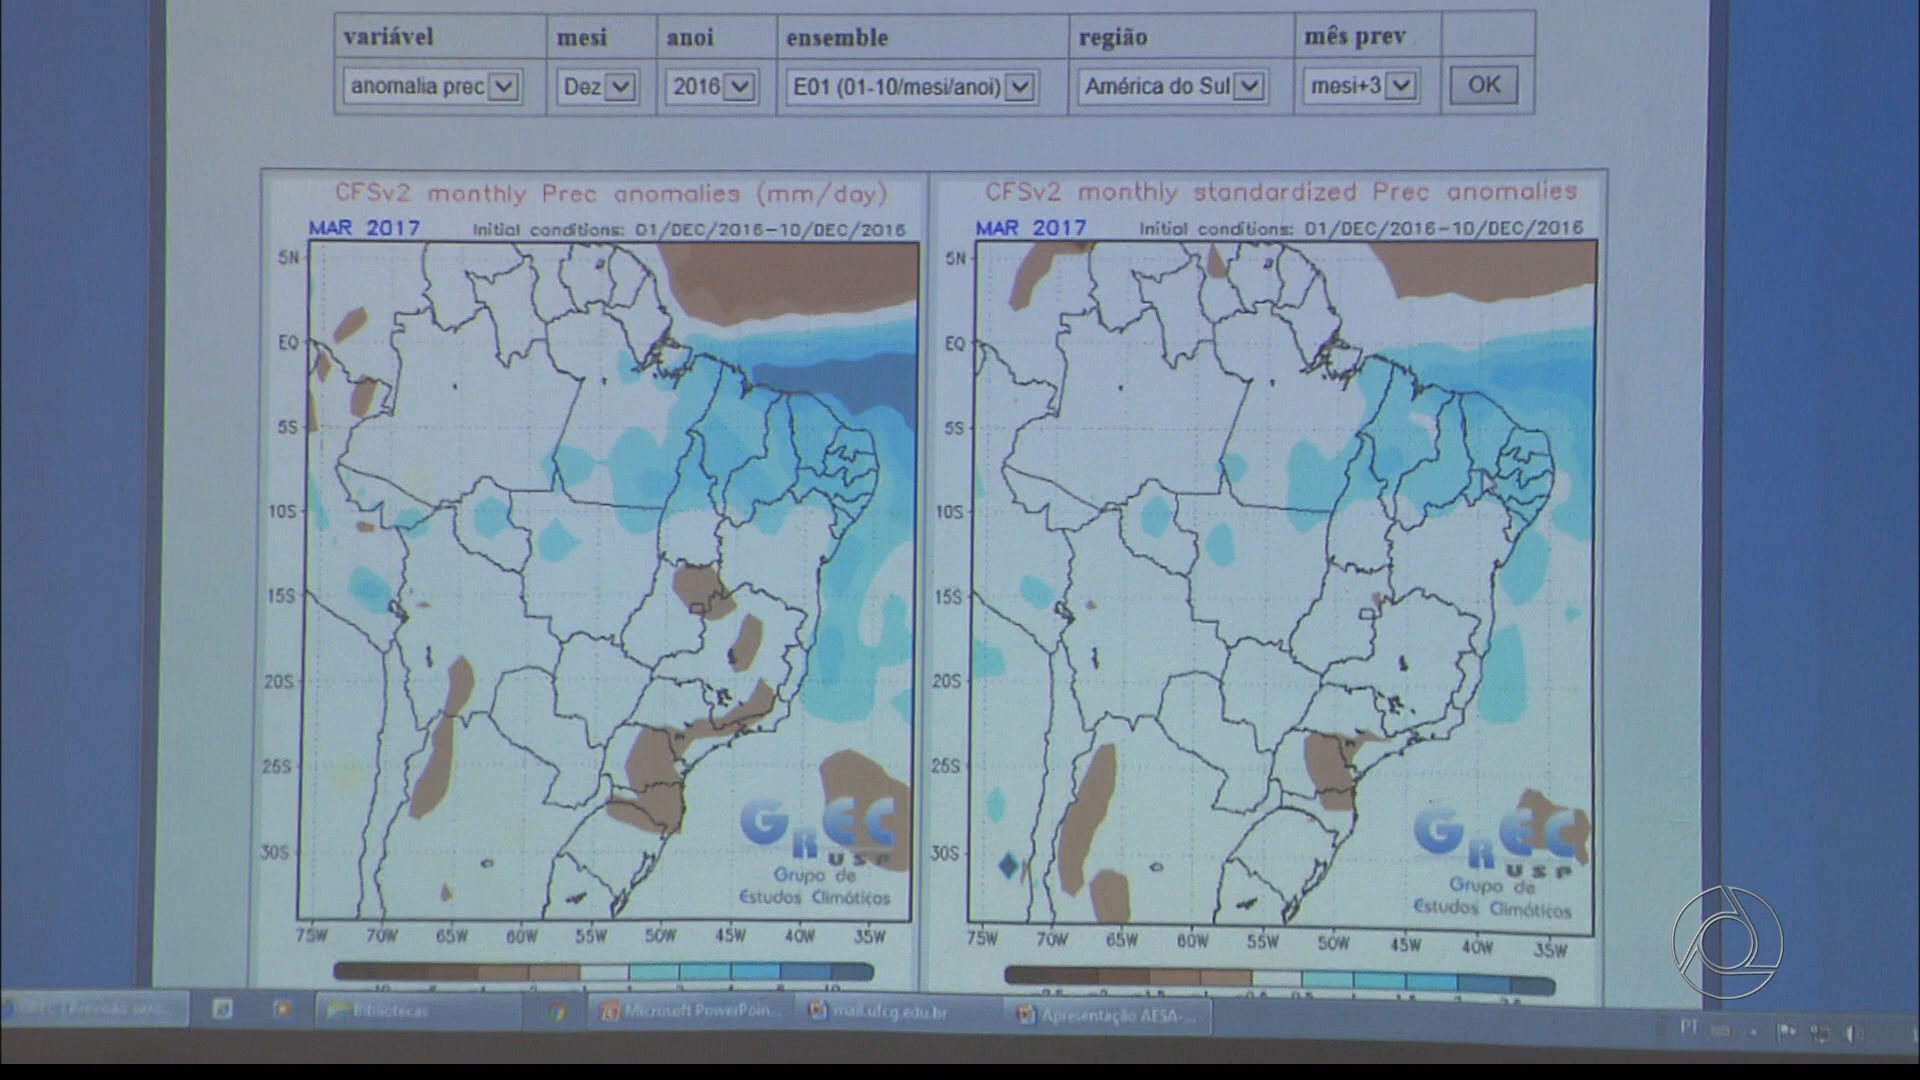 variável mesi anoi ensemble região mês prev
anomalia prec Dez 2016 E01 (01-10/mesi/anoi) América do Sul mesi+3 OK
CFSv2 monthly Prec anomalies (mm/day)
MAR 2017 Initial conditions: 01/DEC/2016-10/DEC/2016
5N
EQ
5S
10S
15S
20S
25S
30S
75W 70W 65W 60W 55W 50W 45W 40W 35W
GrEC
USP
Grupo de
Estudos Climáticos
CFSv2 monthly standardized Prec anomalies
MAR 2017 Initial conditions: 01/DEC/2016-10/DEC/2016
5N
EQ
5S
10S
15S
20S
25S
30S
75W 70W 65W 60W 55W 50W 45W 40W 35W
GrEC
USP
Grupo de
Estudos Climáticos
Bibliotecas Microsoft PowerPoin... mail.ufcg.edu.br Apresentação AESA-... PT